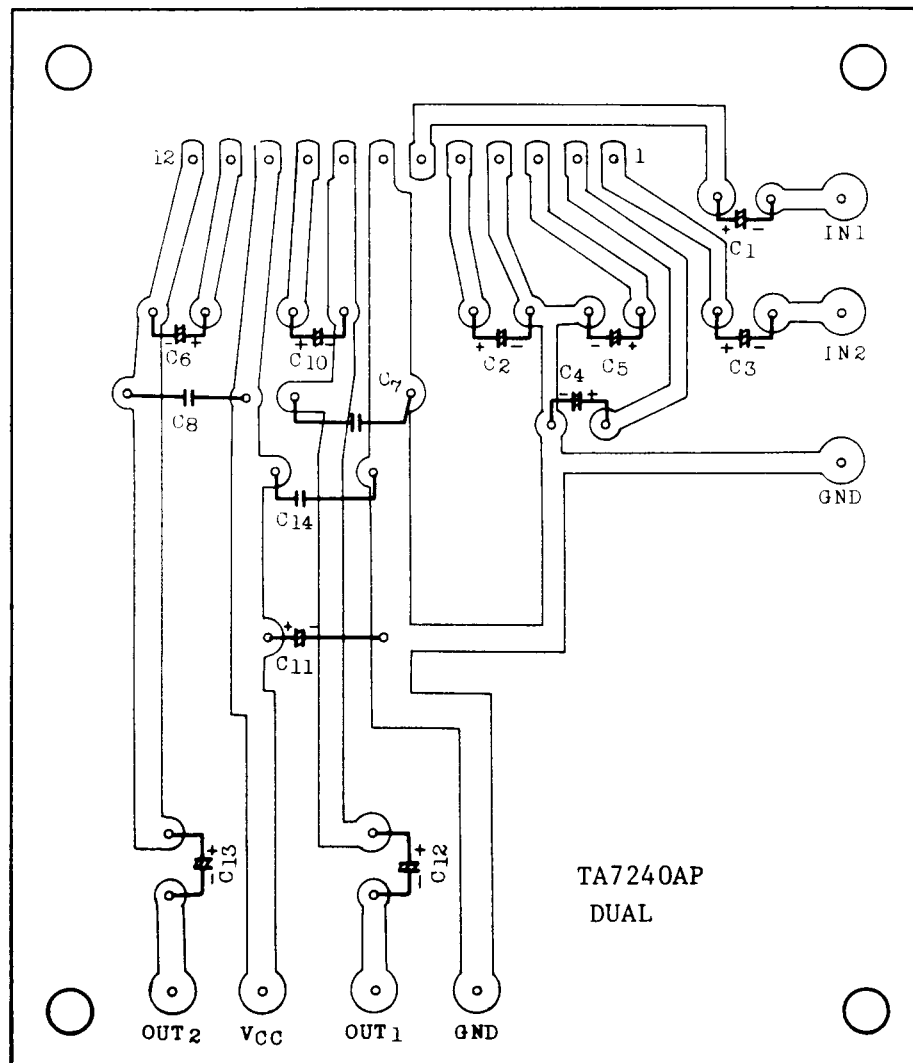 12
1
+ -
C1
IN1
- +
C6
+ -
C10
+ -
C2
- +
C5
+ -
C3
IN2
C8
C7
C4
- +
C14
GND
+ -
C11
+
-
C13
+
-
C12
TA7240AP
DUAL
OUT2
VCC
OUT1
GND